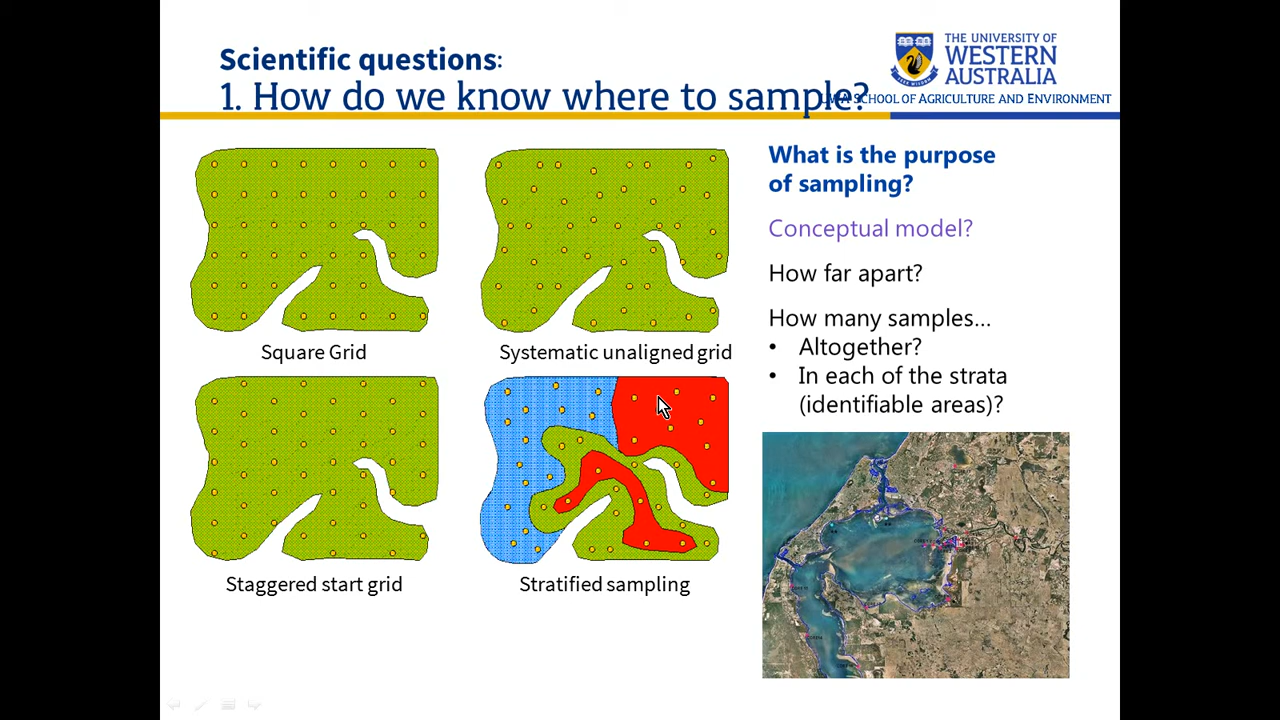 Scientific questions:
1. How do we know where to sample?
THE UNIVERSITY OF
WESTERN
AUSTRALIA
SCHOOL OF AGRICULTURE AND ENVIRONMENT
What is the purpose
of sampling?
Conceptual model?
How far apart?
How many samples...
• Altogether?
• In each of the strata
(identifiable areas)?
Square Grid
Systematic unaligned grid
Staggered start grid
Stratified sampling